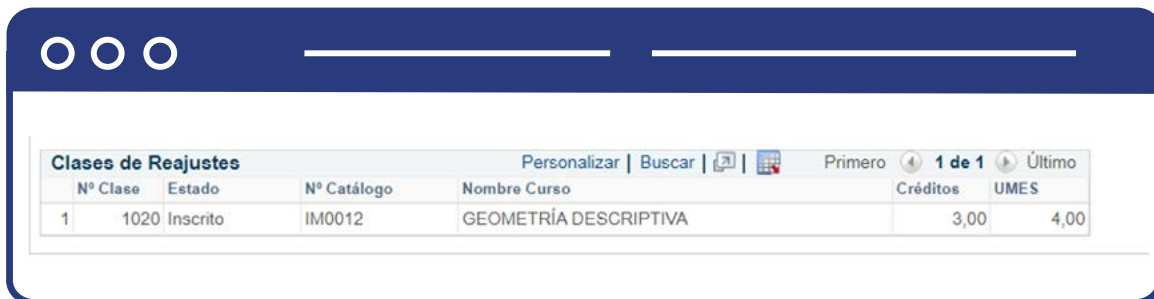 Clases de Reajustes Personalizar | Buscar | | Primero 1 de 1 Último
Nº Clase Estado Nº Catálogo Nombre Curso Créditos UMES
1 1020 Inscrito IM0012 GEOMETRÍA DESCRIPTIVA 3,00 4,00